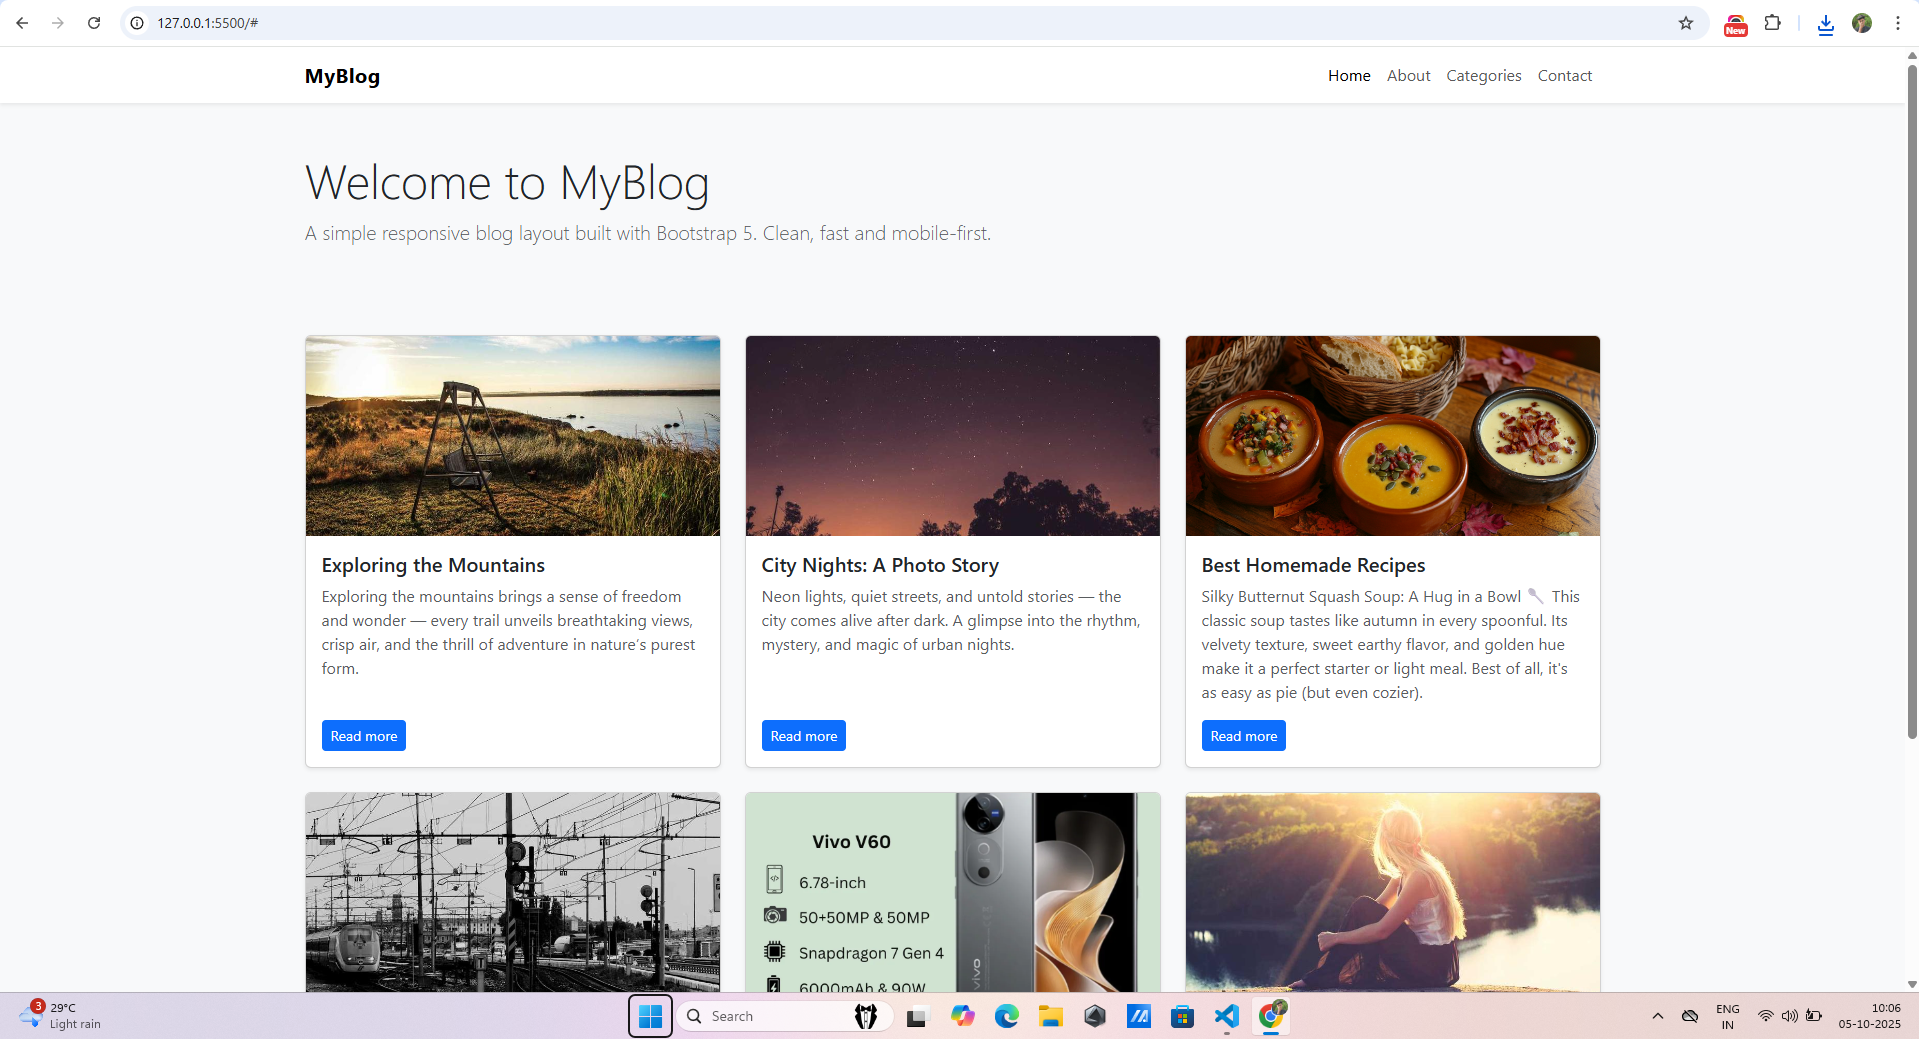 127.0.0.1:5500/#
New
MyBlog
Home About Categories Contact
Welcome to MyBlog
A simple responsive blog layout built with Bootstrap 5. Clean, fast and mobile-first.
Exploring the Mountains
Exploring the mountains brings a sense of freedom
and wonder — every trail unveils breathtaking views,
crisp air, and the thrill of adventure in nature’s purest
form.
Read more
City Nights: A Photo Story
Neon lights, quiet streets, and untold stories — the
city comes alive after dark. A glimpse into the rhythm,
mystery, and magic of urban nights.
Read more
Best Homemade Recipes
Silky Butternut Squash Soup: A Hug in a Bowl 🥄 This
classic soup tastes like autumn in every spoonful. Its
velvety texture, sweet earthy flavor, and golden hue
make it a perfect starter or light meal. Best of all, it's
as easy as pie (but even cozier).
Read more
Vivo V60
6.78-inch
50+50MP & 50MP
Snapdragon 7 Gen 4
6000mAh & 90W
vivo
3
29°C
Light rain
Search
ENG
IN
10:06
05-10-2025